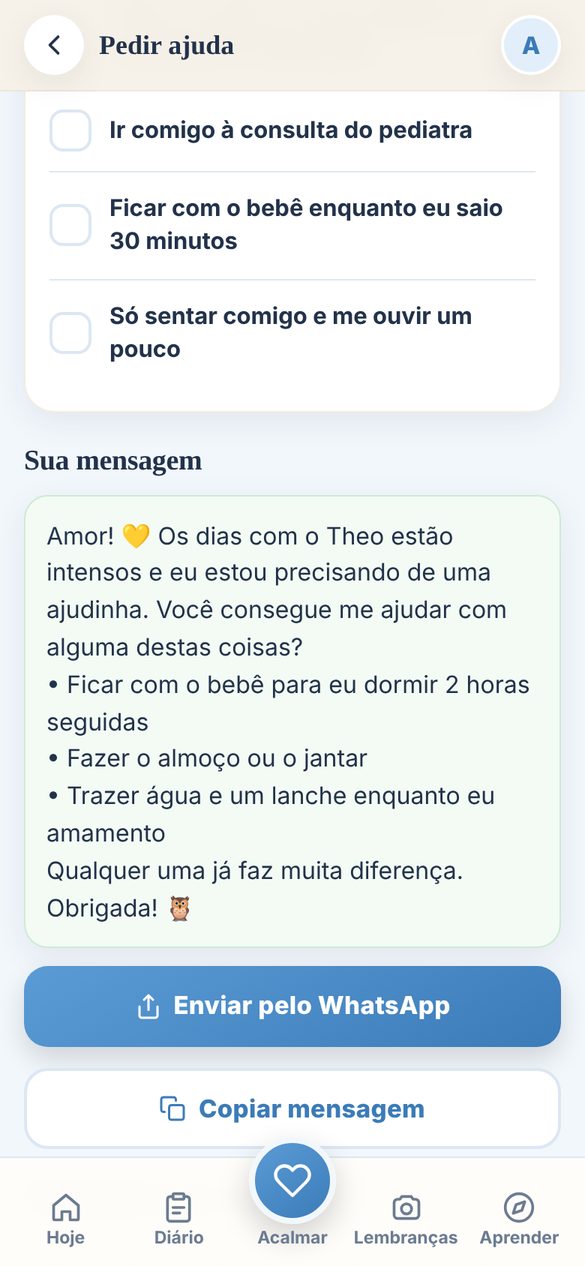 Pedir ajuda
A
Ir comigo à consulta do pediatra
Ficar com o bebê enquanto eu saio
30 minutos
Só sentar comigo e me ouvir um
pouco
Sua mensagem
Amor! 💛 Os dias com o Theo estão
intensos e eu estou precisando de uma
ajudinha. Você consegue me ajudar com
alguma destas coisas?
• Ficar com o bebê para eu dormir 2 horas
seguidas
• Fazer o almoço ou o jantar
• Trazer água e um lanche enquanto eu
amamento
Qualquer uma já faz muita diferença.
Obrigada! 🦉
Enviar pelo WhatsApp
Copiar mensagem
Hoje
Diário
Acalmar
Lembranças
Aprender